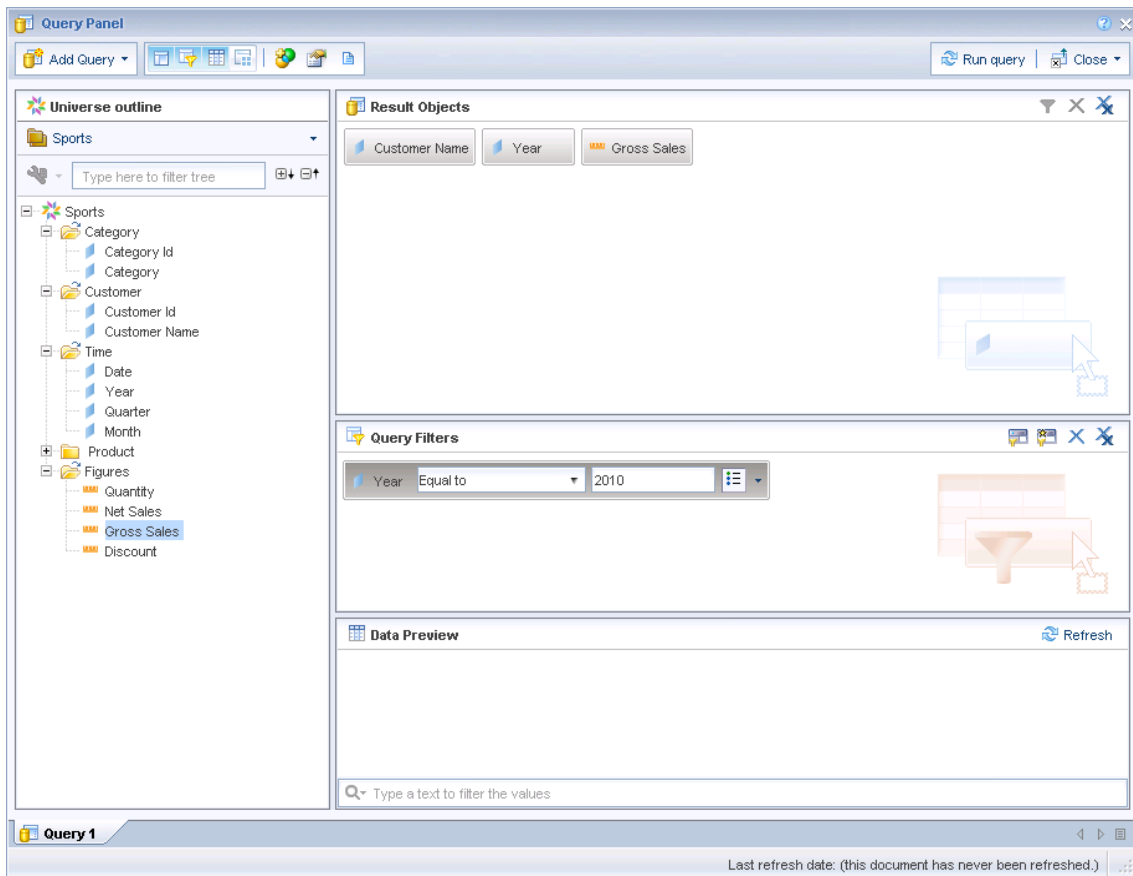 Query Panel
Add Query
Run query
Close
Universe outline
Sports
Type here to filter tree
Sports
Category
Category Id
Category
Customer
Customer Id
Customer Name
Time
Date
Year
Quarter
Month
Product
Figures
Quantity
Net Sales
Gross Sales
Discount
Result Objects
Customer Name
Year
Gross Sales
Query Filters
Year Equal to 2010
Data Preview
Refresh
Type a text to filter the values
Query 1
Last refresh date: (this document has never been refreshed.)